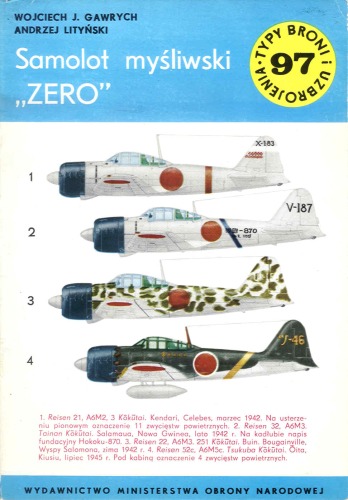 WOJCIECH J. GAWRYCH
ANDRZEJ LITYŃSKI
Samolot myśliwski
„ZERO”
TYPY BRONI i UZBROJENIA
97
X-183
1
V-187
2
3
ツ-46
4
1. Reisen 21, A6M2, 3 Kōkūtai. Kendari, Celebes, marzec 1942. Na usterze-
niu pionowym oznaczenie 11 zwycięstw powietrznych. 2. Reisen 32, A6M3.
Tainan Kōkūtai. Salamaua, Nowa Gwinea, lato 1942 r. Na kadłubie napis
fundacyjny Hokoku-870. 3. Reisen 22, A6M3. 251 Kōkūtai. Buin, Bougainville,
Wyspy Salomona, zima 1942 r. 4. Reisen 52c, A6M5c. Tsukuba Kōkūtai. Ōita,
Kiusiu, lipiec 1945 r. Pod kabiną oznaczenie 4 zwycięstw powietrznych.
WYDAWNICTWO MINISTERSTWA OBRONY NARODOWEJ